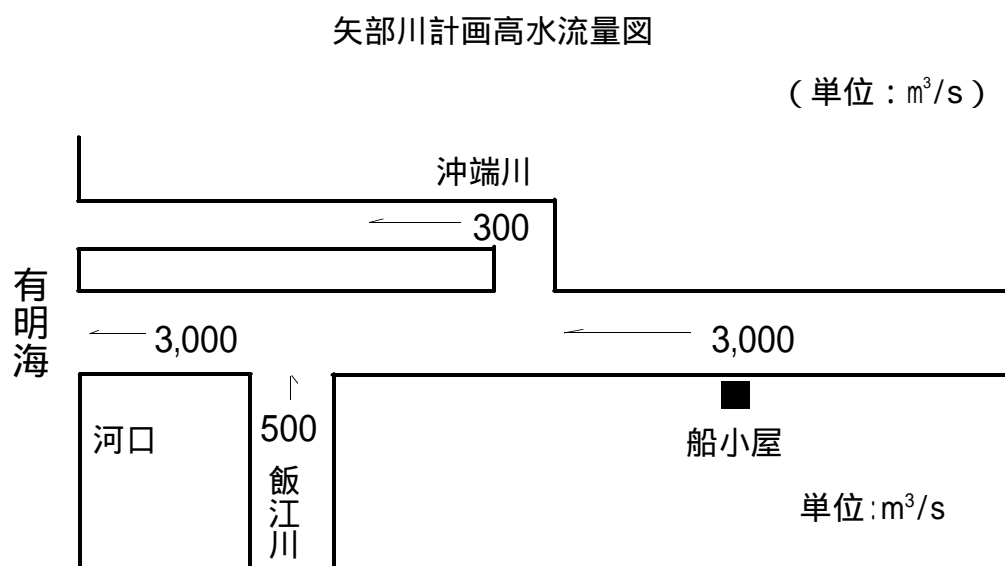 矢部川計画高水流量図
（単位：㎥/s）
沖端川
300
有明海
3,000
3,000
河口
500
飯江川
船小屋
単位:m³/s